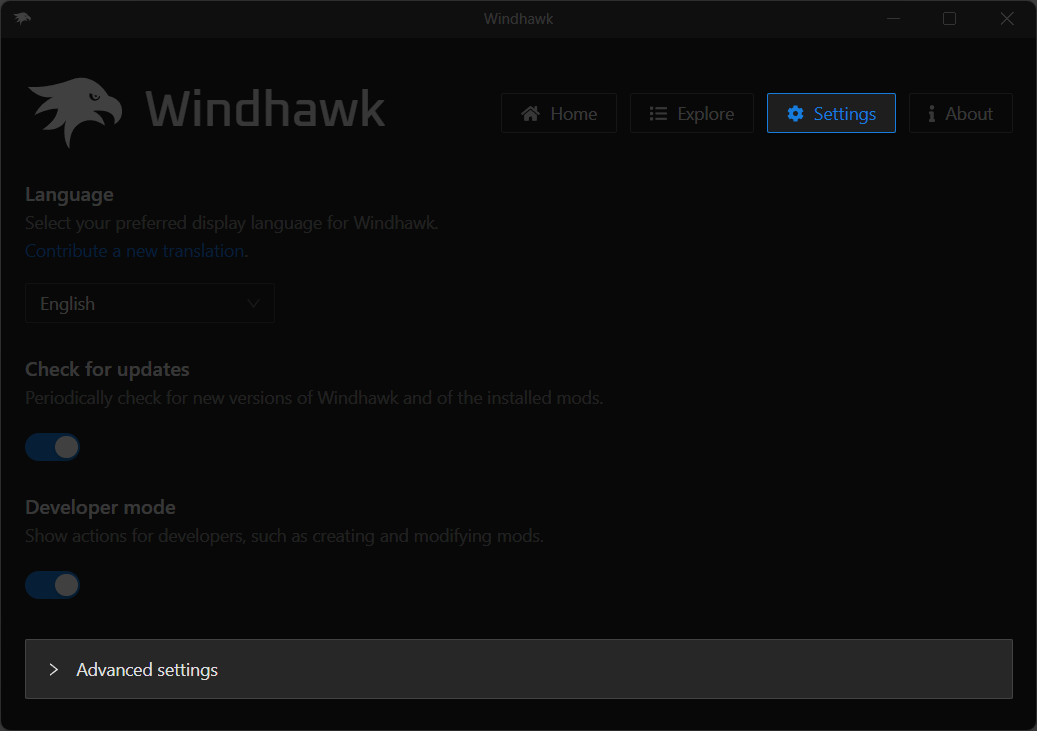 Windhawk
Windhawk
Home
Explore
Settings
About
Language
Select your preferred display language for Windhawk.
Contribute a new translation.
English
Check for updates
Periodically check for new versions of Windhawk and of the installed mods.
Developer mode
Show actions for developers, such as creating and modifying mods.
Advanced settings